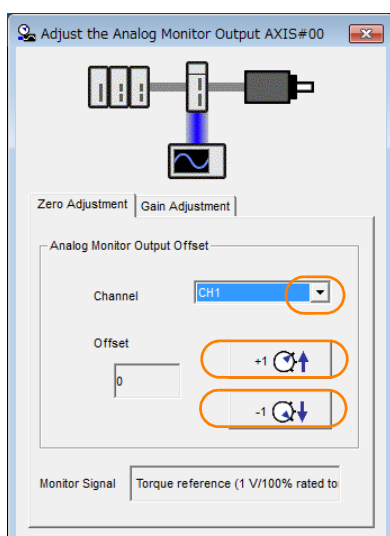 Adjust the Analog Monitor Output AXIS#00
Zero Adjustment Gain Adjustment
Analog Monitor Output Offset
Channel CH1
Offset
+1
0
-1
Monitor Signal Torque reference (1 V/100% rated to